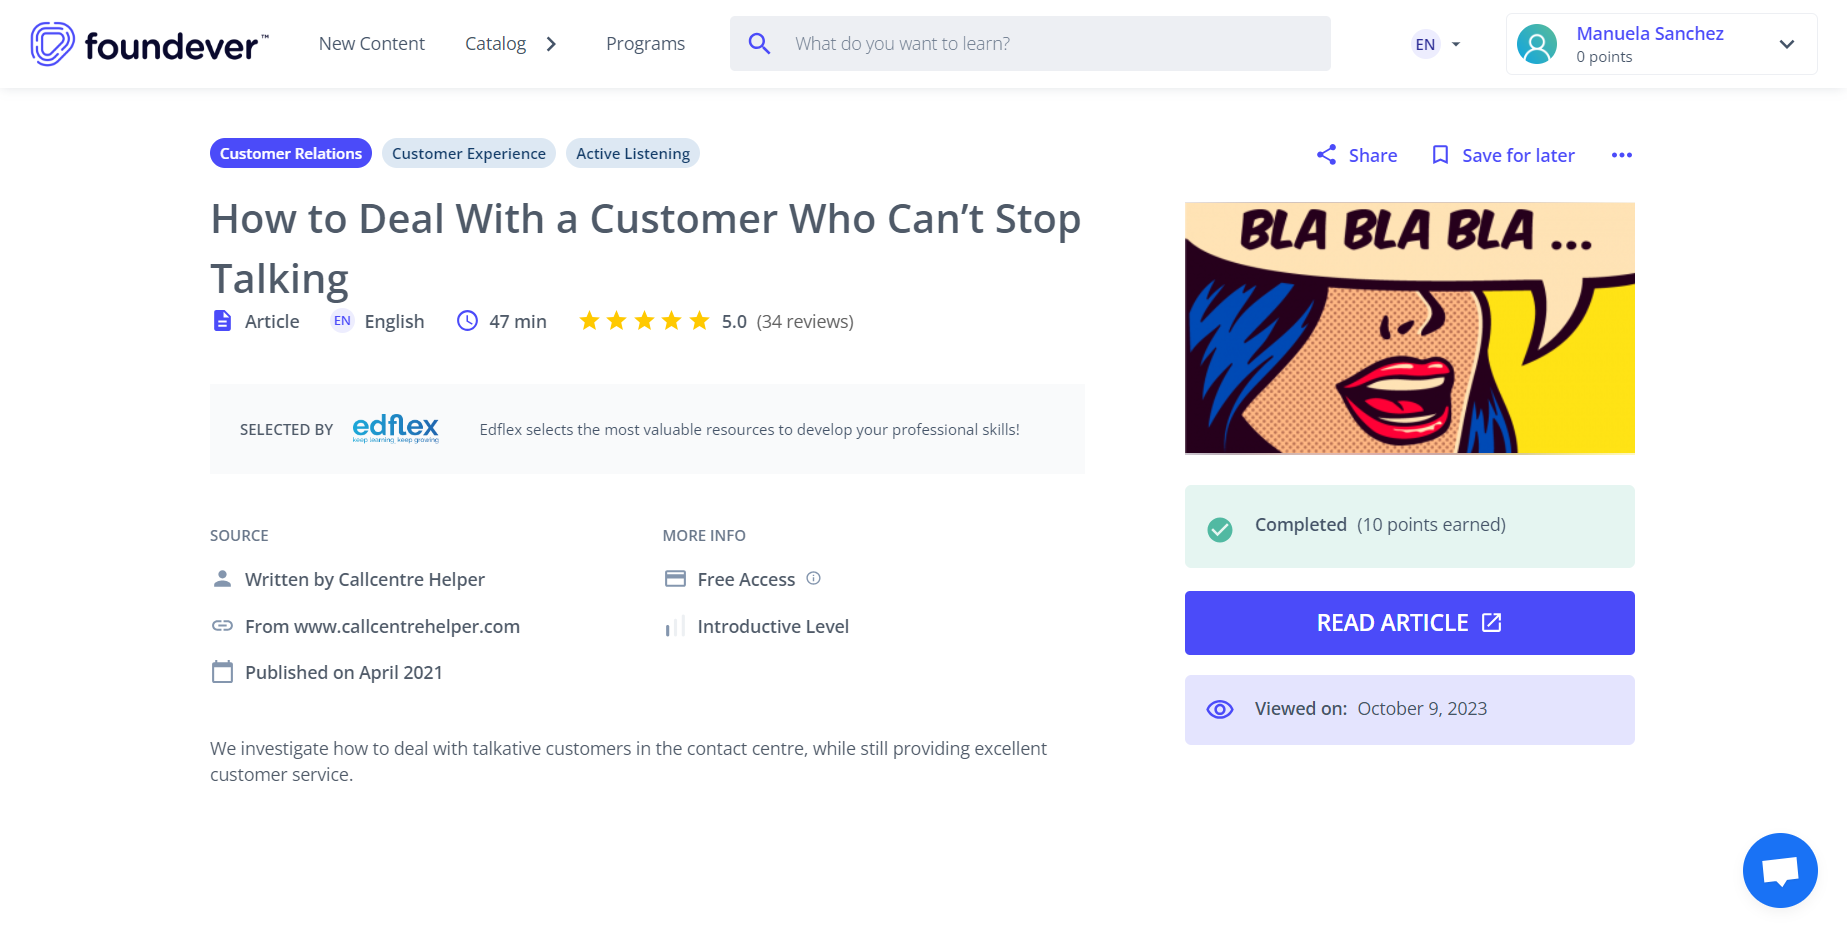 foundever™
New Content
Catalog
Programs
What do you want to learn?
EN
Manuela Sanchez
0 points
Customer Relations
Customer Experience
Active Listening
Share
Save for later
How to Deal With a Customer Who Can’t Stop
Talking
Article
EN
English
47 min
5.0 (34 reviews)
BLA BLA BLA ...
SELECTED BY
edflex
keep learning, keep growing
Edflex selects the most valuable resources to develop your professional skills!
SOURCE
Written by Callcentre Helper
From www.callcentrehelper.com
Published on April 2021
MORE INFO
Free Access
Introductive Level
Completed (10 points earned)
READ ARTICLE
Viewed on: October 9, 2023
We investigate how to deal with talkative customers in the contact centre, while still providing excellent
customer service.